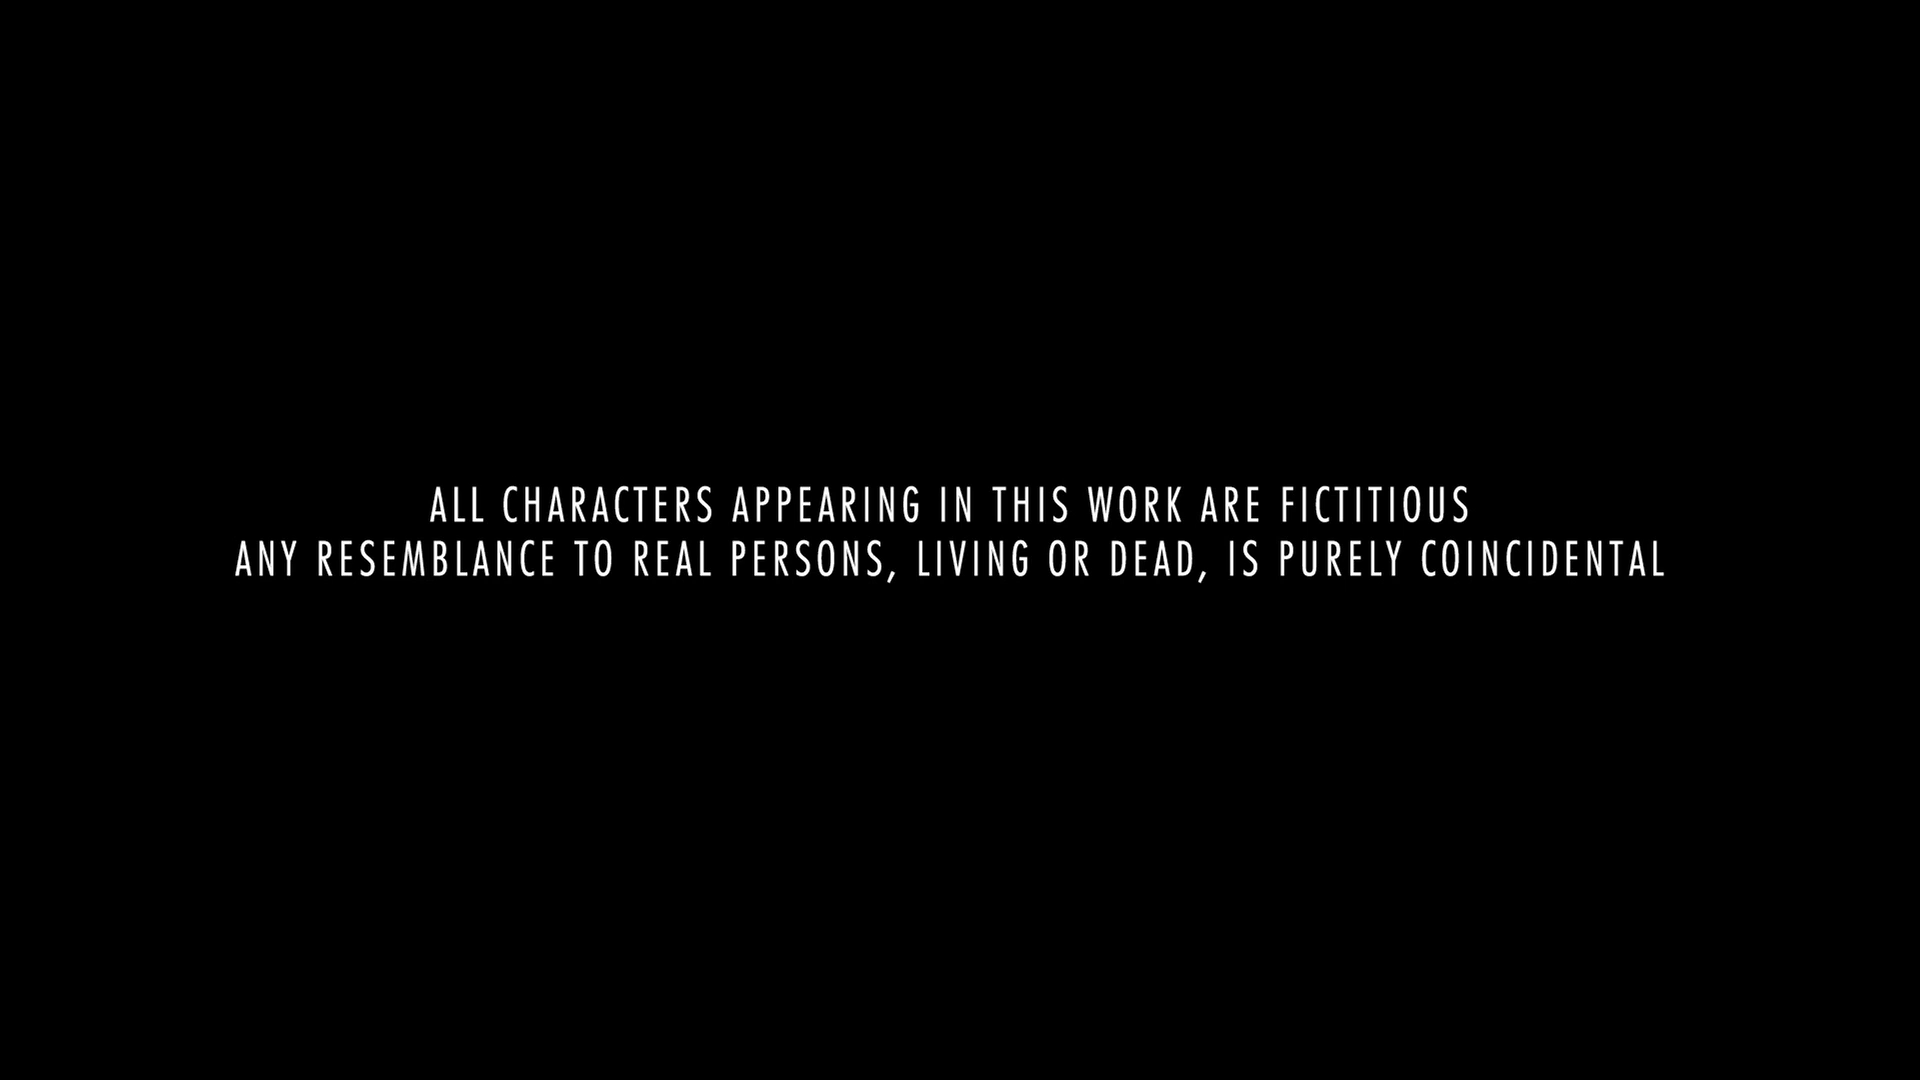 ALL CHARACTERS APPEARING IN THIS WORK ARE FICTITIOUS
ANY RESEMBLANCE TO REAL PERSONS, LIVING OR DEAD, IS PURELY COINCIDENTAL